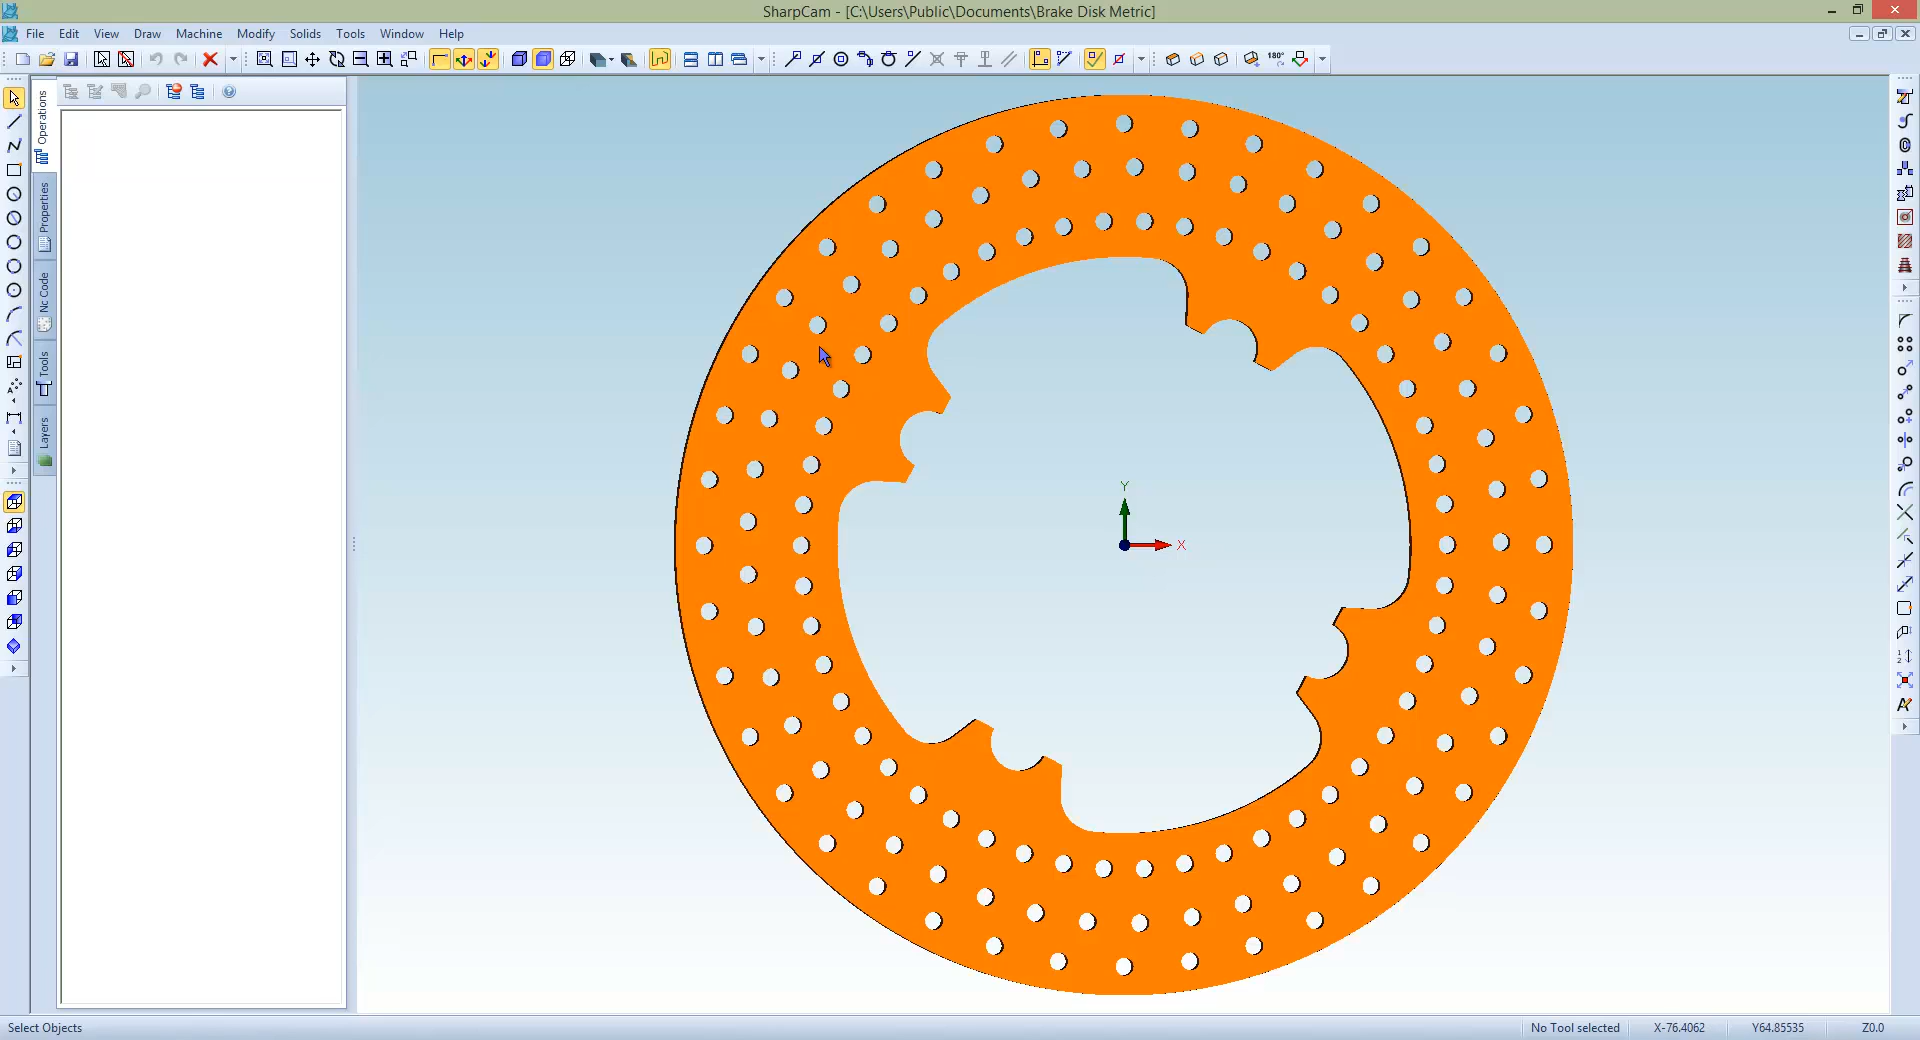 SharpCam - [C:\Users\Public\Documents\Brake Disk Metric]
File Edit View Draw Machine Modify Solids Tools Window Help
180°
Operations
Properties
Nc Code
Tools
Layers
Y
X
Select Objects
No Tool selected
X-76.4062
Y64.85535
Z0.0